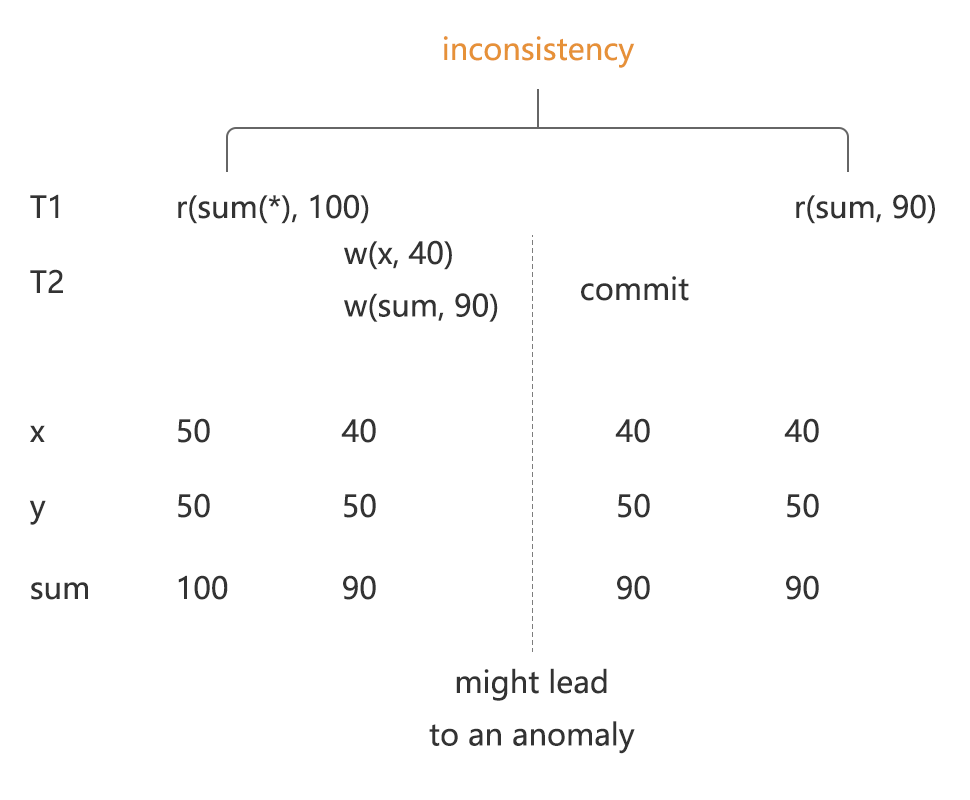 inconsistency
T1 r(sum(*), 100) r(sum, 90)
w(x, 40)
T2 commit
w(sum, 90)
x 50 40 40 40
y 50 50 50 50
sum 100 90 90 90
might lead
to an anomaly